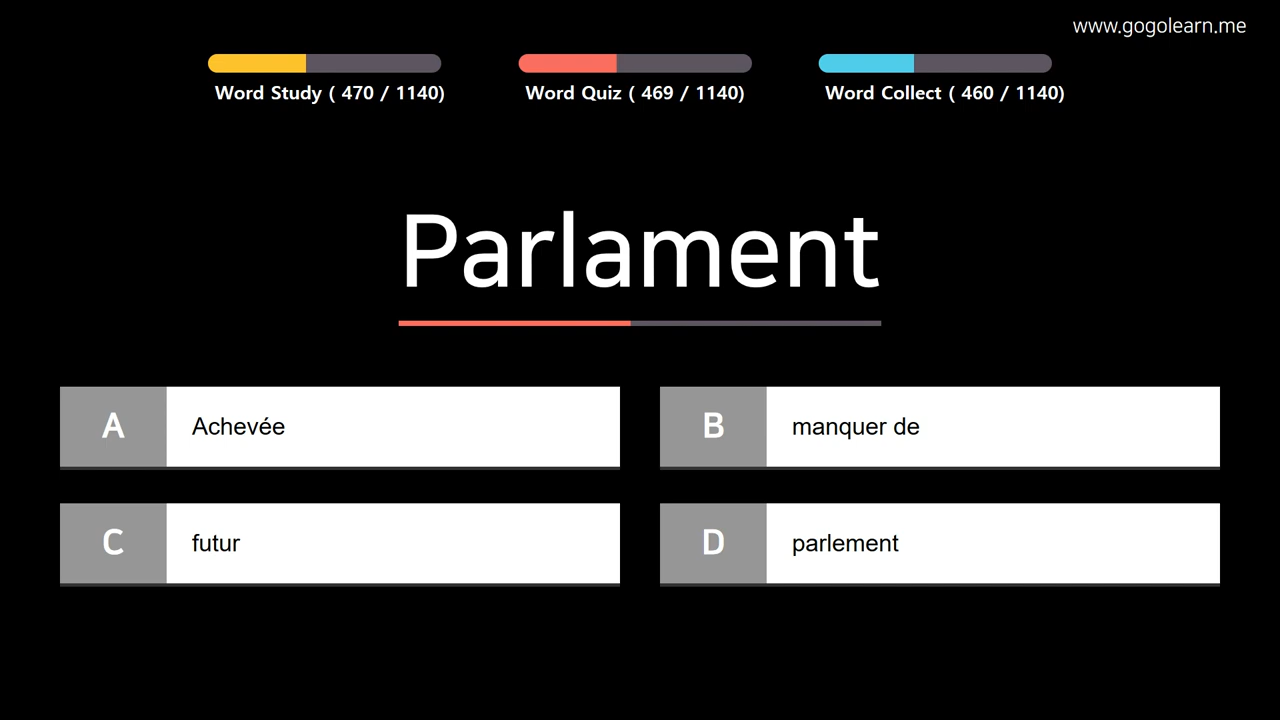 www.gogolearn.me
Word Study ( 470 / 1140)
Word Quiz ( 469 / 1140)
Word Collect ( 460 / 1140)
Parlament
A
Achevée
B
manquer de
C
futur
D
parlement